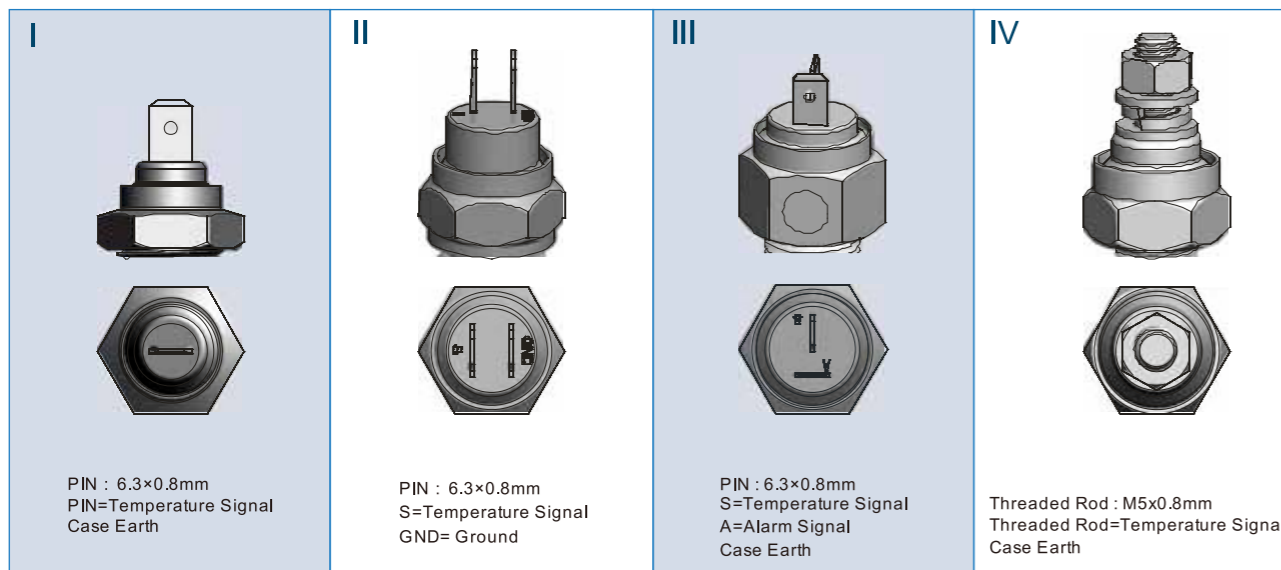 I
II
III
IV
GND
PIN : 6.3×0.8mm
PIN=Temperature Signal
Case Earth
PIN : 6.3×0.8mm
S=Temperature Signal
GND= Ground
PIN : 6.3×0.8mm
S=Temperature Signal
A=Alarm Signal
Case Earth
Threaded Rod : M5x0.8mm
Threaded Rod=Temperature Signal
Case Earth